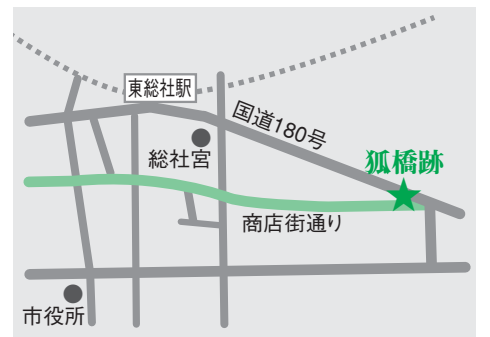 東総社駅
国道180号
総社宮
狐橋跡
商店街通り
市役所